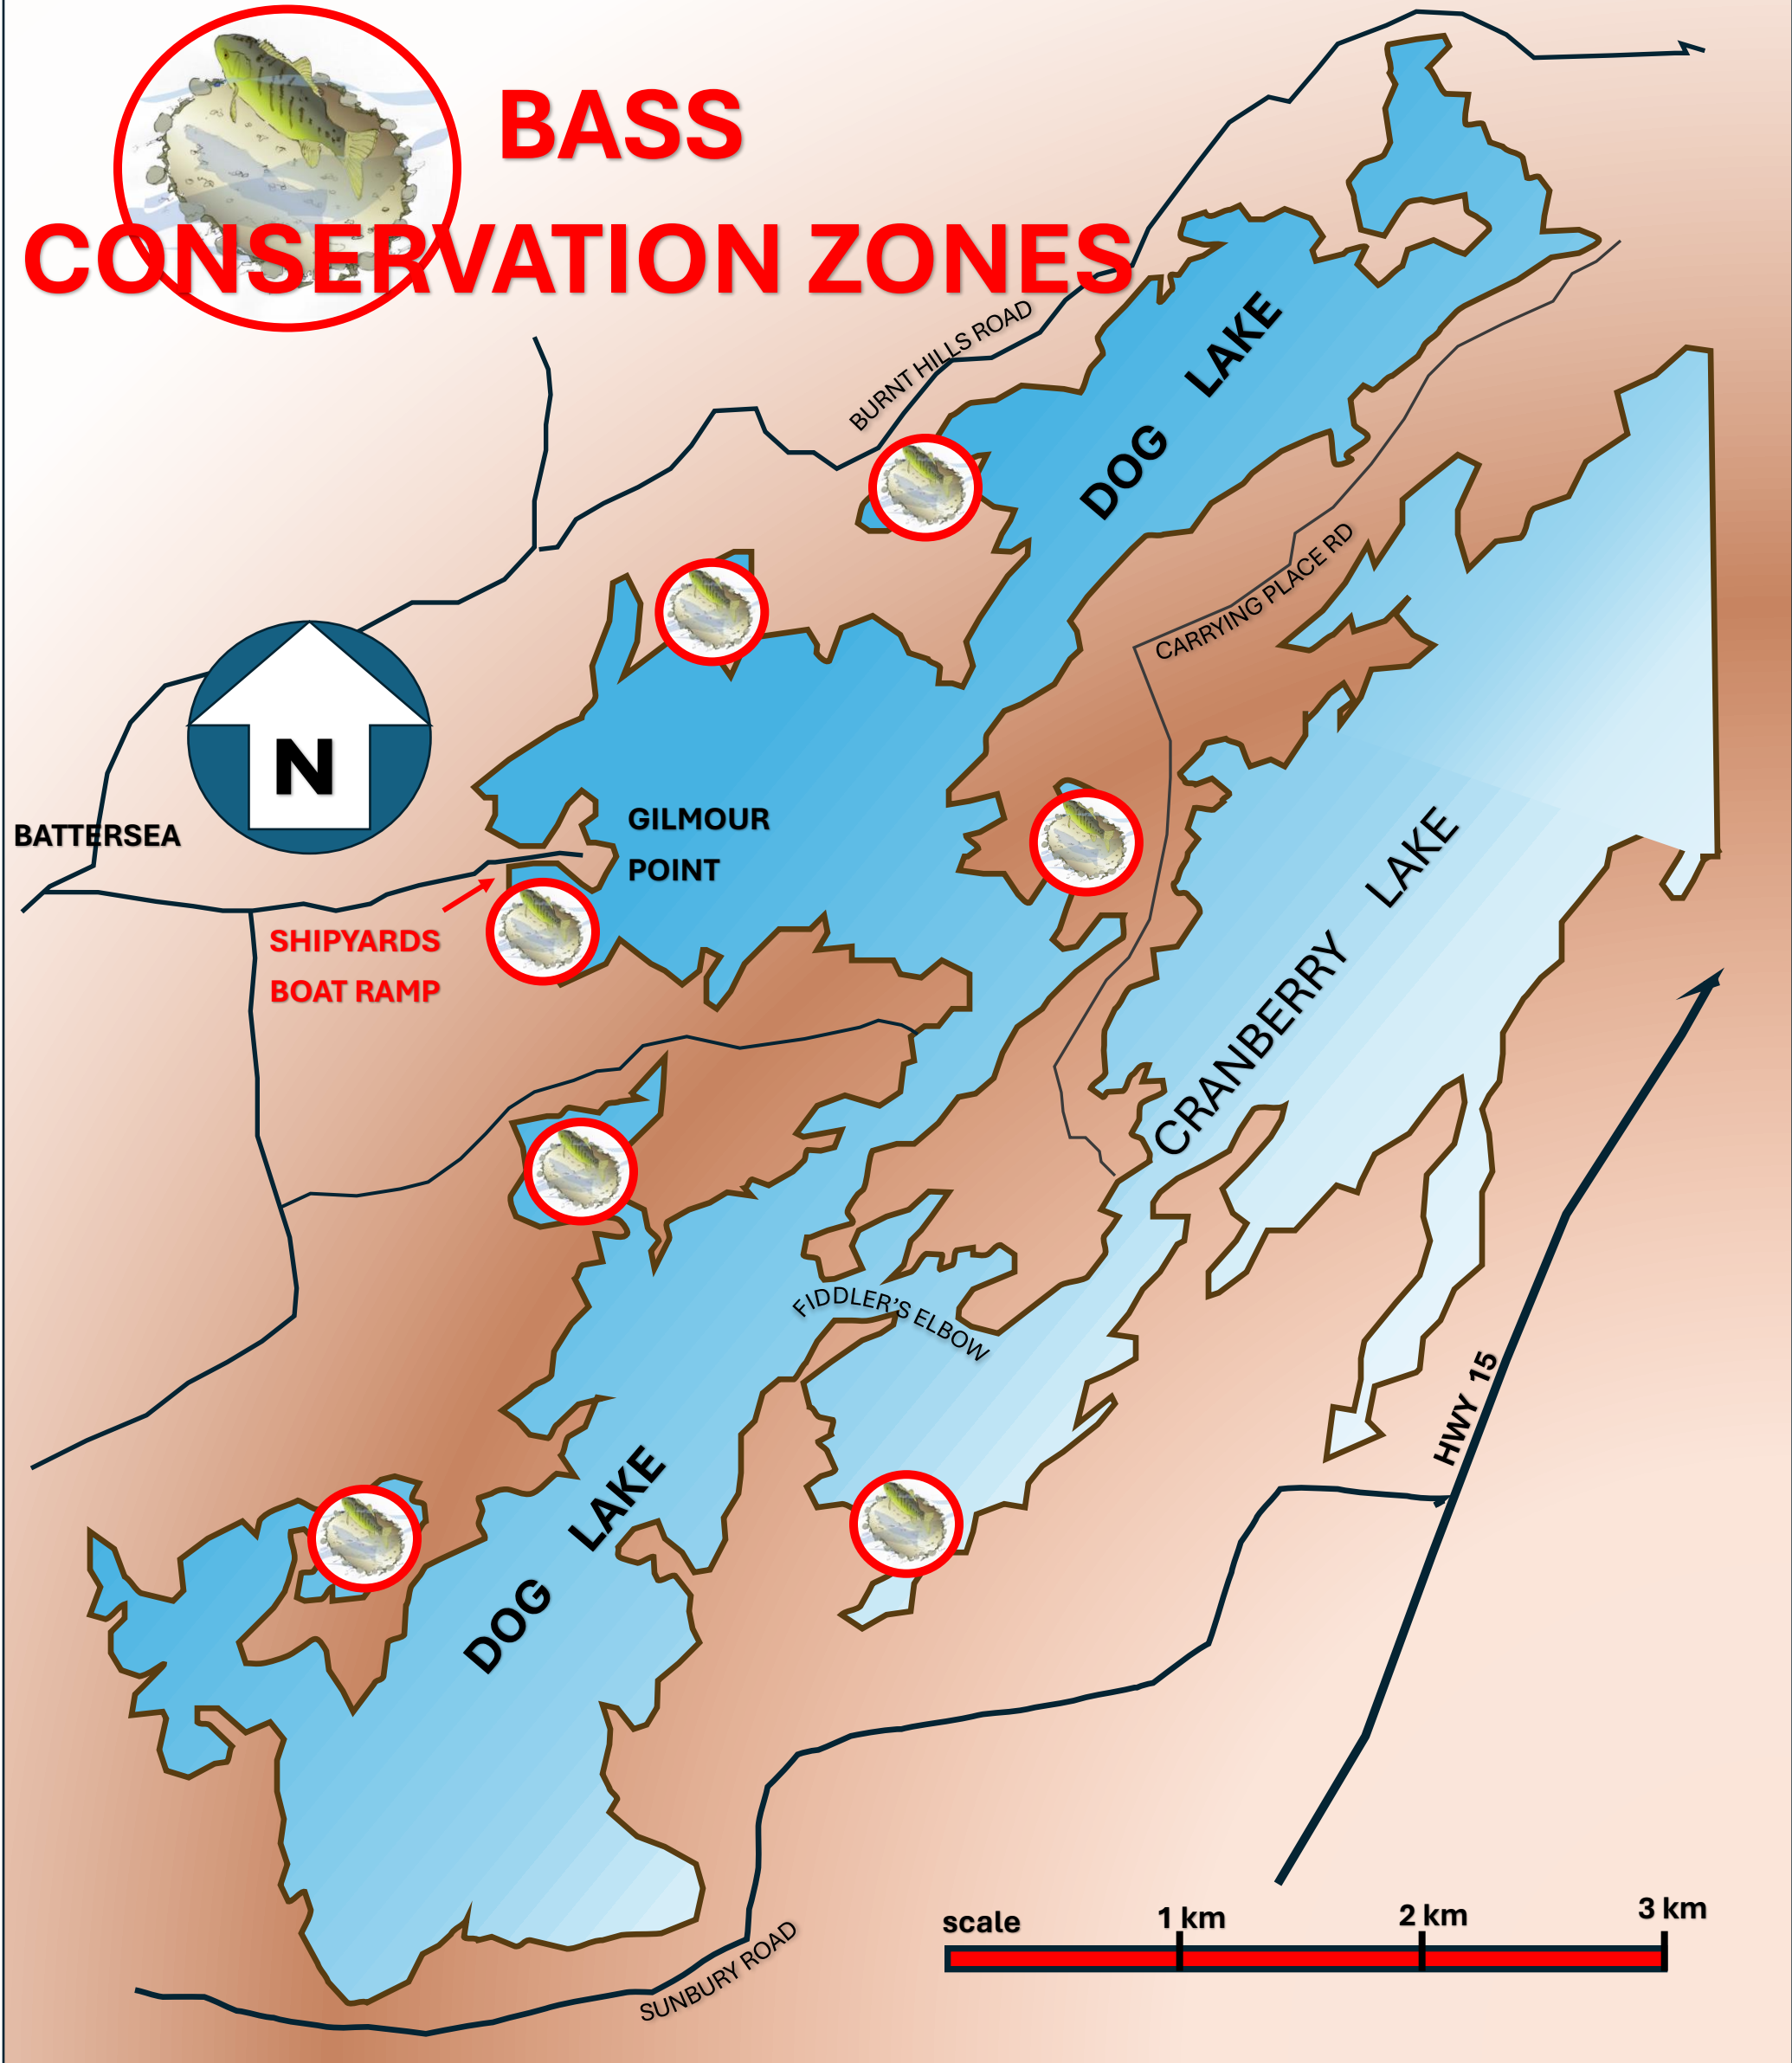 BASS
CONSERVATION ZONES
BURNT HILLS ROAD
DOG LAKE
CARRYING PLACE RD
N
BATTERSEA
GILMOUR
POINT
SHIPYARDS
BOAT RAMP
CRANBERRY LAKE
FIDDLER'S ELBOW
HWY 15
DOG LAKE
scale
1 km
2 km
3 km
SUNBURY ROAD